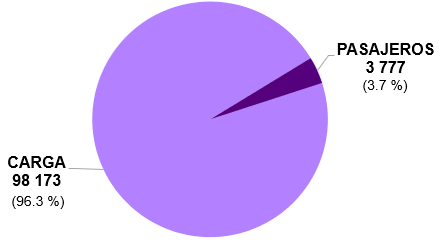 PASAJEROS
3 777
(3.7 %)
CARGA
98 173
(96.3 %)